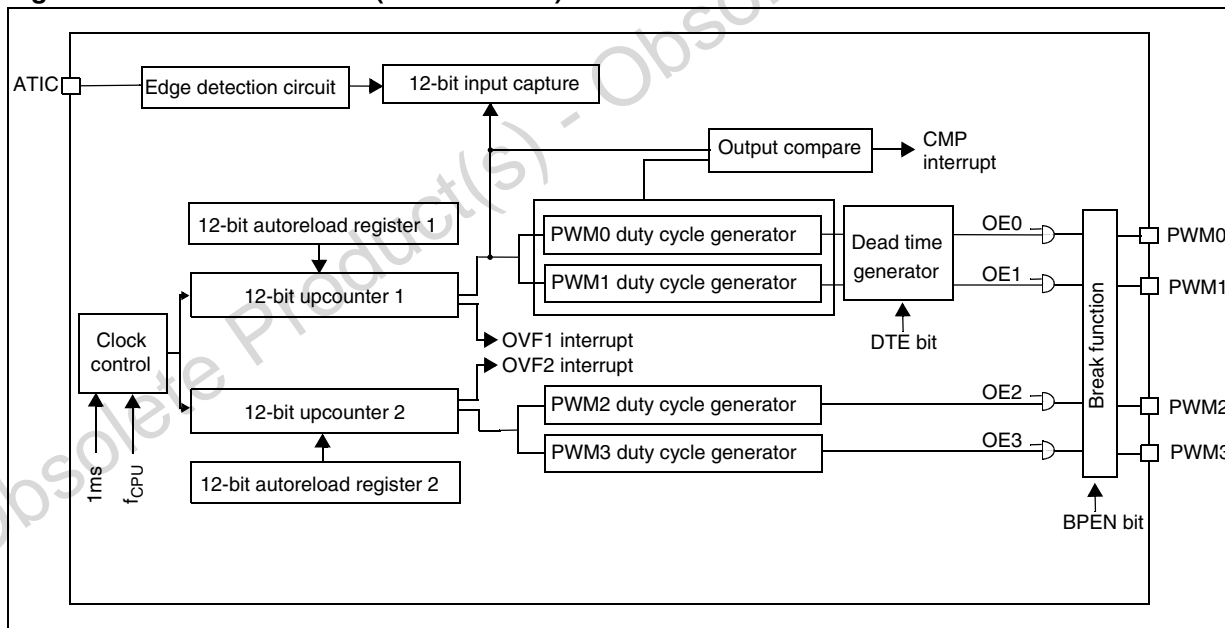 ATIC
Edge detection circuit
12-bit input capture
Output compare
CMP
interrupt
12-bit autoreload register 1
PWM0 duty cycle generator
PWM1 duty cycle generator
Dead time
generator
OE0
OE1
PWM0
PWM1
12-bit upcounter 1
Clock
control
OVF1 interrupt
OVF2 interrupt
DTE bit
Break function
12-bit upcounter 2
PWM2 duty cycle generator
PWM3 duty cycle generator
OE2
OE3
PWM2
PWM3
12-bit autoreload register 2
1ms
fCPU
BPEN bit
Obsolete Product(s) - Obso